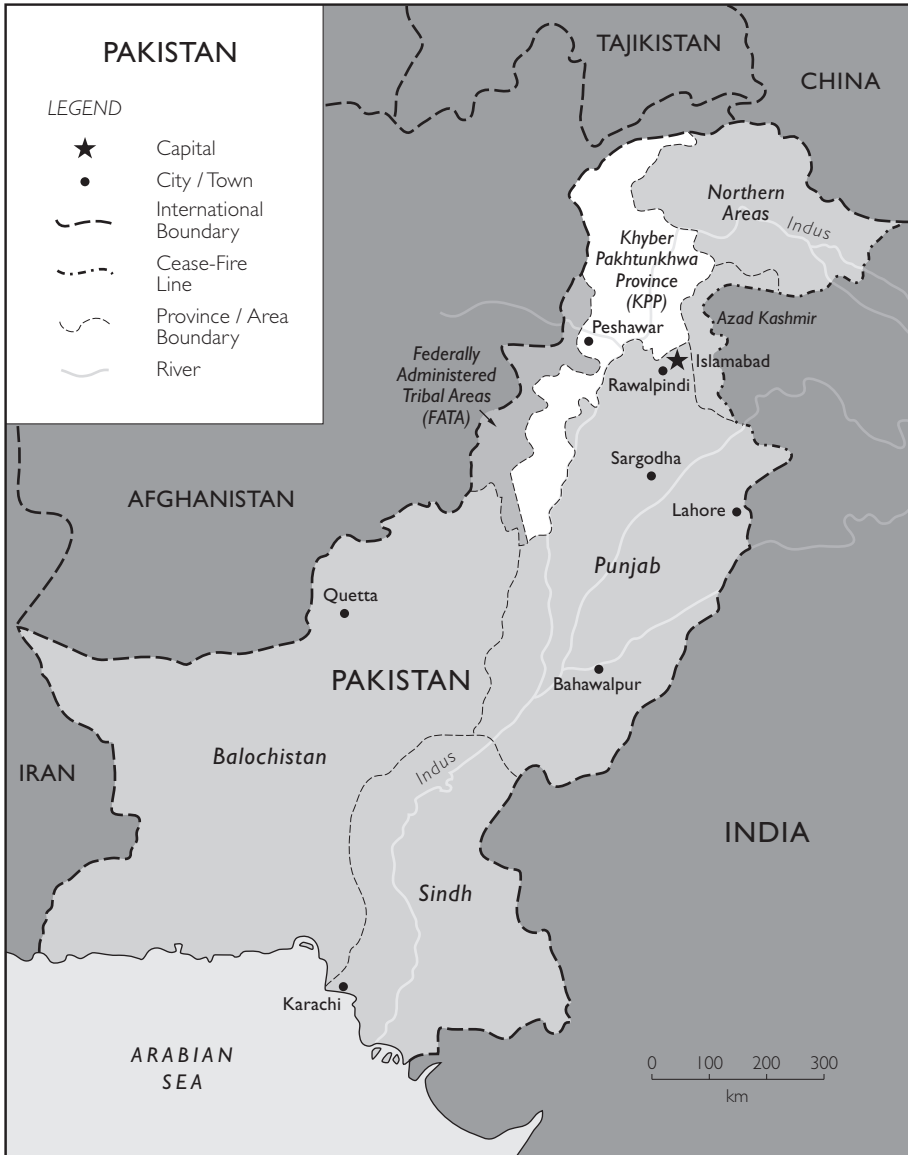 PAKISTAN
LEGEND
Capital
City / Town
International
Boundary
Cease-Fire
Line
Province / Area
Boundary
River
TAJIKISTAN
CHINA
Northern
Areas
Indus
Khyber
Pakhtunkhwa
Province
(KPP)
Azad Kashmir
Peshawar
Islamabad
Rawalpindi
Federally
Administered
Tribal Areas
(FATA)
Sargodha
AFGHANISTAN
Lahore
Punjab
Quetta
PAKISTAN
Bahawalpur
Balochistan
Indus
IRAN
INDIA
Sindh
Karachi
ARABIAN
SEA
0 100 200 300
km